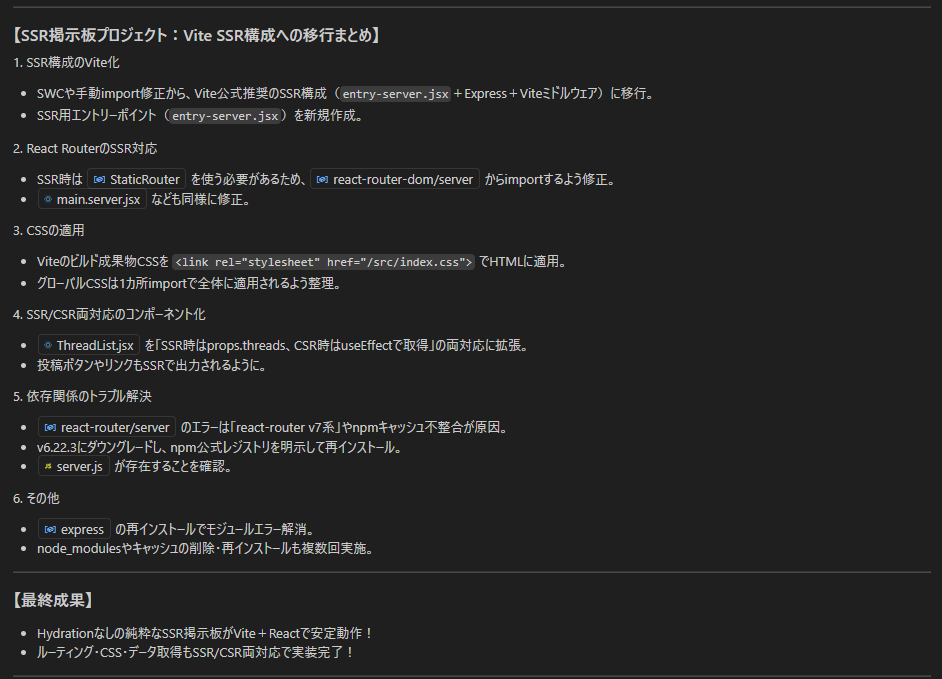 【SSR掲示板プロジェクト：Vite SSR構成への移行まとめ】
1. SSR構成のVite化
• SWCや手動import修正から、Vite公式推奨のSSR構成（entry-server.jsx＋Express＋Viteミドルウェア）に移行。
• SSR用エントリーポイント（entry-server.jsx）を新規作成。
2. React RouterのSSR対応
• SSR時は StaticRouter を使う必要があるため、 react-router-dom/server からimportするよう修正。
• main.server.jsx なども同様に修正。
3. CSSの適用
• Viteのビルド成果物CSSを <link rel="stylesheet" href="/src/index.css"> でHTMLに適用。
• グローバルCSSは1カ所importで全体に適用されるよう整理。
4. SSR/CSR両対応のコンポーネント化
• ThreadList.jsx を「SSR時はprops.threads、CSR時はuseEffectで取得」の両対応に拡張。
• 投稿ボタンやリンクもSSRで出力されるように。
5. 依存関係のトラブル解決
• react-router/server のエラーは「react-router v7系」やnpmキャッシュ不整合が原因。
• v6.22.3にダウングレードし、npm公式レジストリを明示して再インストール。
• JS server.js が存在することを確認。
6. その他
• express の再インストールでモジュールエラー解消。
• node_modulesやキャッシュの削除・再インストールも複数回実施。
【最終成果】
• Hydrationなしの純粋なSSR掲示板がVite＋Reactで安定動作！
• ルーティング・CSS・データ取得もSSR/CSR両対応で実装完了！